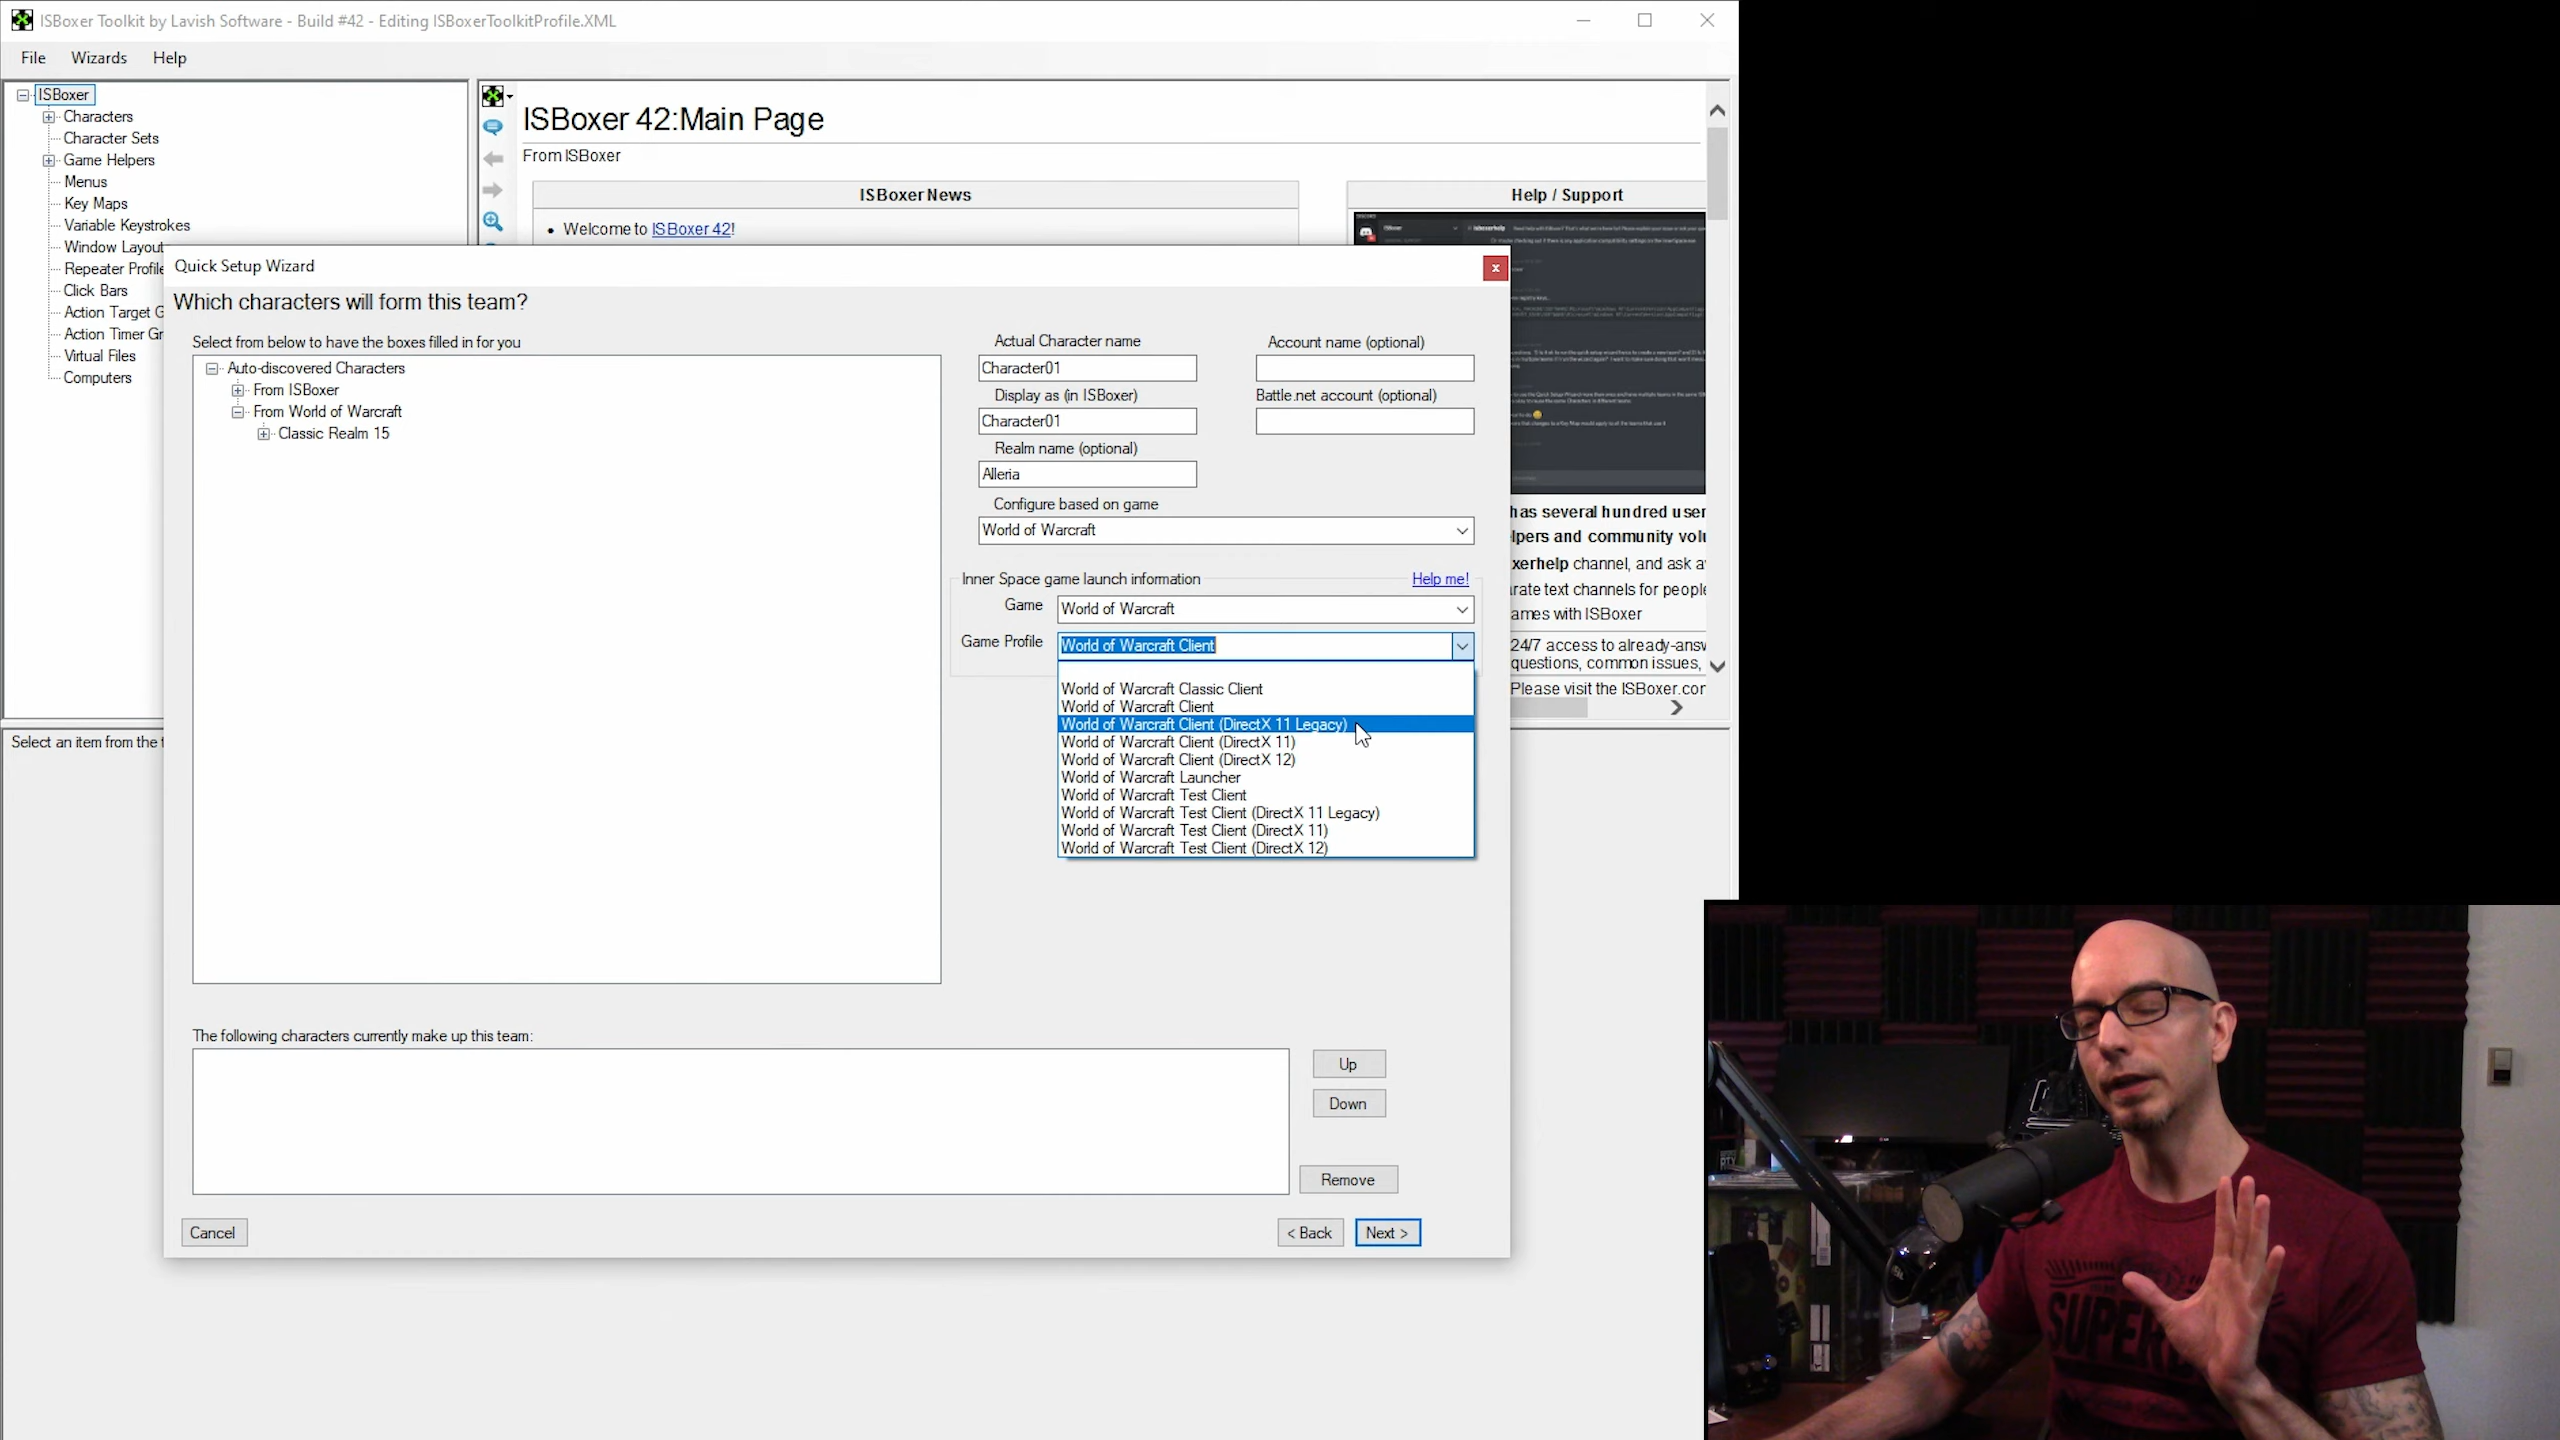 ISBoxer Toolkit by Lavish Software - Build #42 - Editing ISBoxerToolkitProfile.XML
File Wizards Help
ISBoxer
Characters
Character Sets
Game Helpers
Menus
Key Maps
Variable Keystrokes
Window Layout
Repeater Profile
Click Bars
Action Target G
Action Timer Gr
Virtual Files
Computers
ISBoxer 42:Main Page
From ISBoxer
ISBoxer News
Welcome to ISBoxer 42!
Help / Support
has several hundred user
lpers and community volu
xerhelp channel, and ask a
rate text channels for people
ames with ISBoxer
24/7 access to already-answ
questions, common issues,
Please visit the ISBoxer.cor
Select an item from the t
Quick Setup Wizard
x
Which characters will form this team?
Select from below to have the boxes filled in for you
Auto-discovered Characters
From ISBoxer
From World of Warcraft
Classic Realm 15
Actual Character name
Character01
Display as (in ISBoxer)
Character01
Realm name (optional)
Alleria
Account name (optional)
Battle.net account (optional)
Configure based on game
World of Warcraft
Inner Space game launch information
Help me!
Game World of Warcraft
Game Profile World of Warcraft Client
World of Warcraft Classic Client
World of Warcraft Client
World of Warcraft Client (DirectX 11 Legacy)
World of Warcraft Client (DirectX 11)
World of Warcraft Client (DirectX 12)
World of Warcraft Launcher
World of Warcraft Test Client
World of Warcraft Test Client (DirectX 11 Legacy)
World of Warcraft Test Client (DirectX 11)
World of Warcraft Test Client (DirectX 12)
The following characters currently make up this team:
Up
Down
Remove
Cancel
< Back
Next >